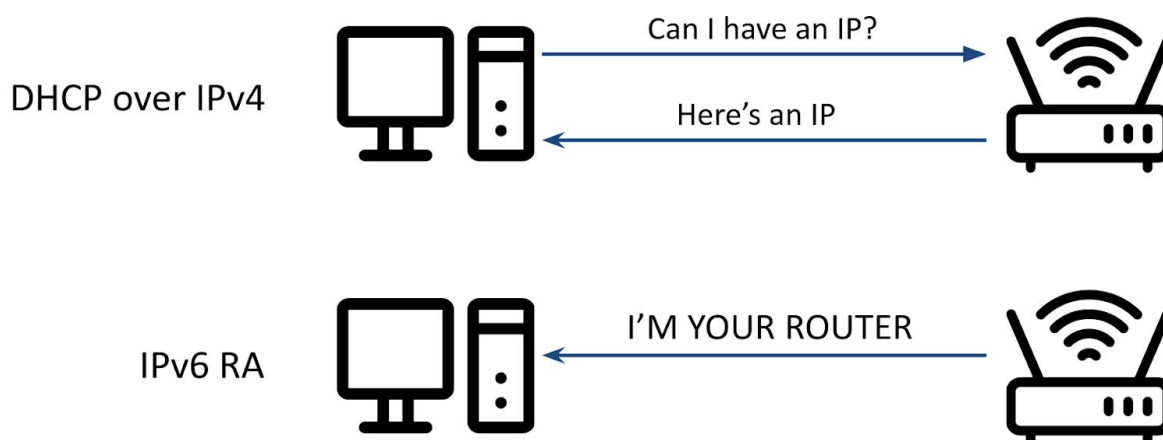 Can I have an IP?
DHCP over IPv4
Here’s an IP
I’M YOUR ROUTER
IPv6 RA